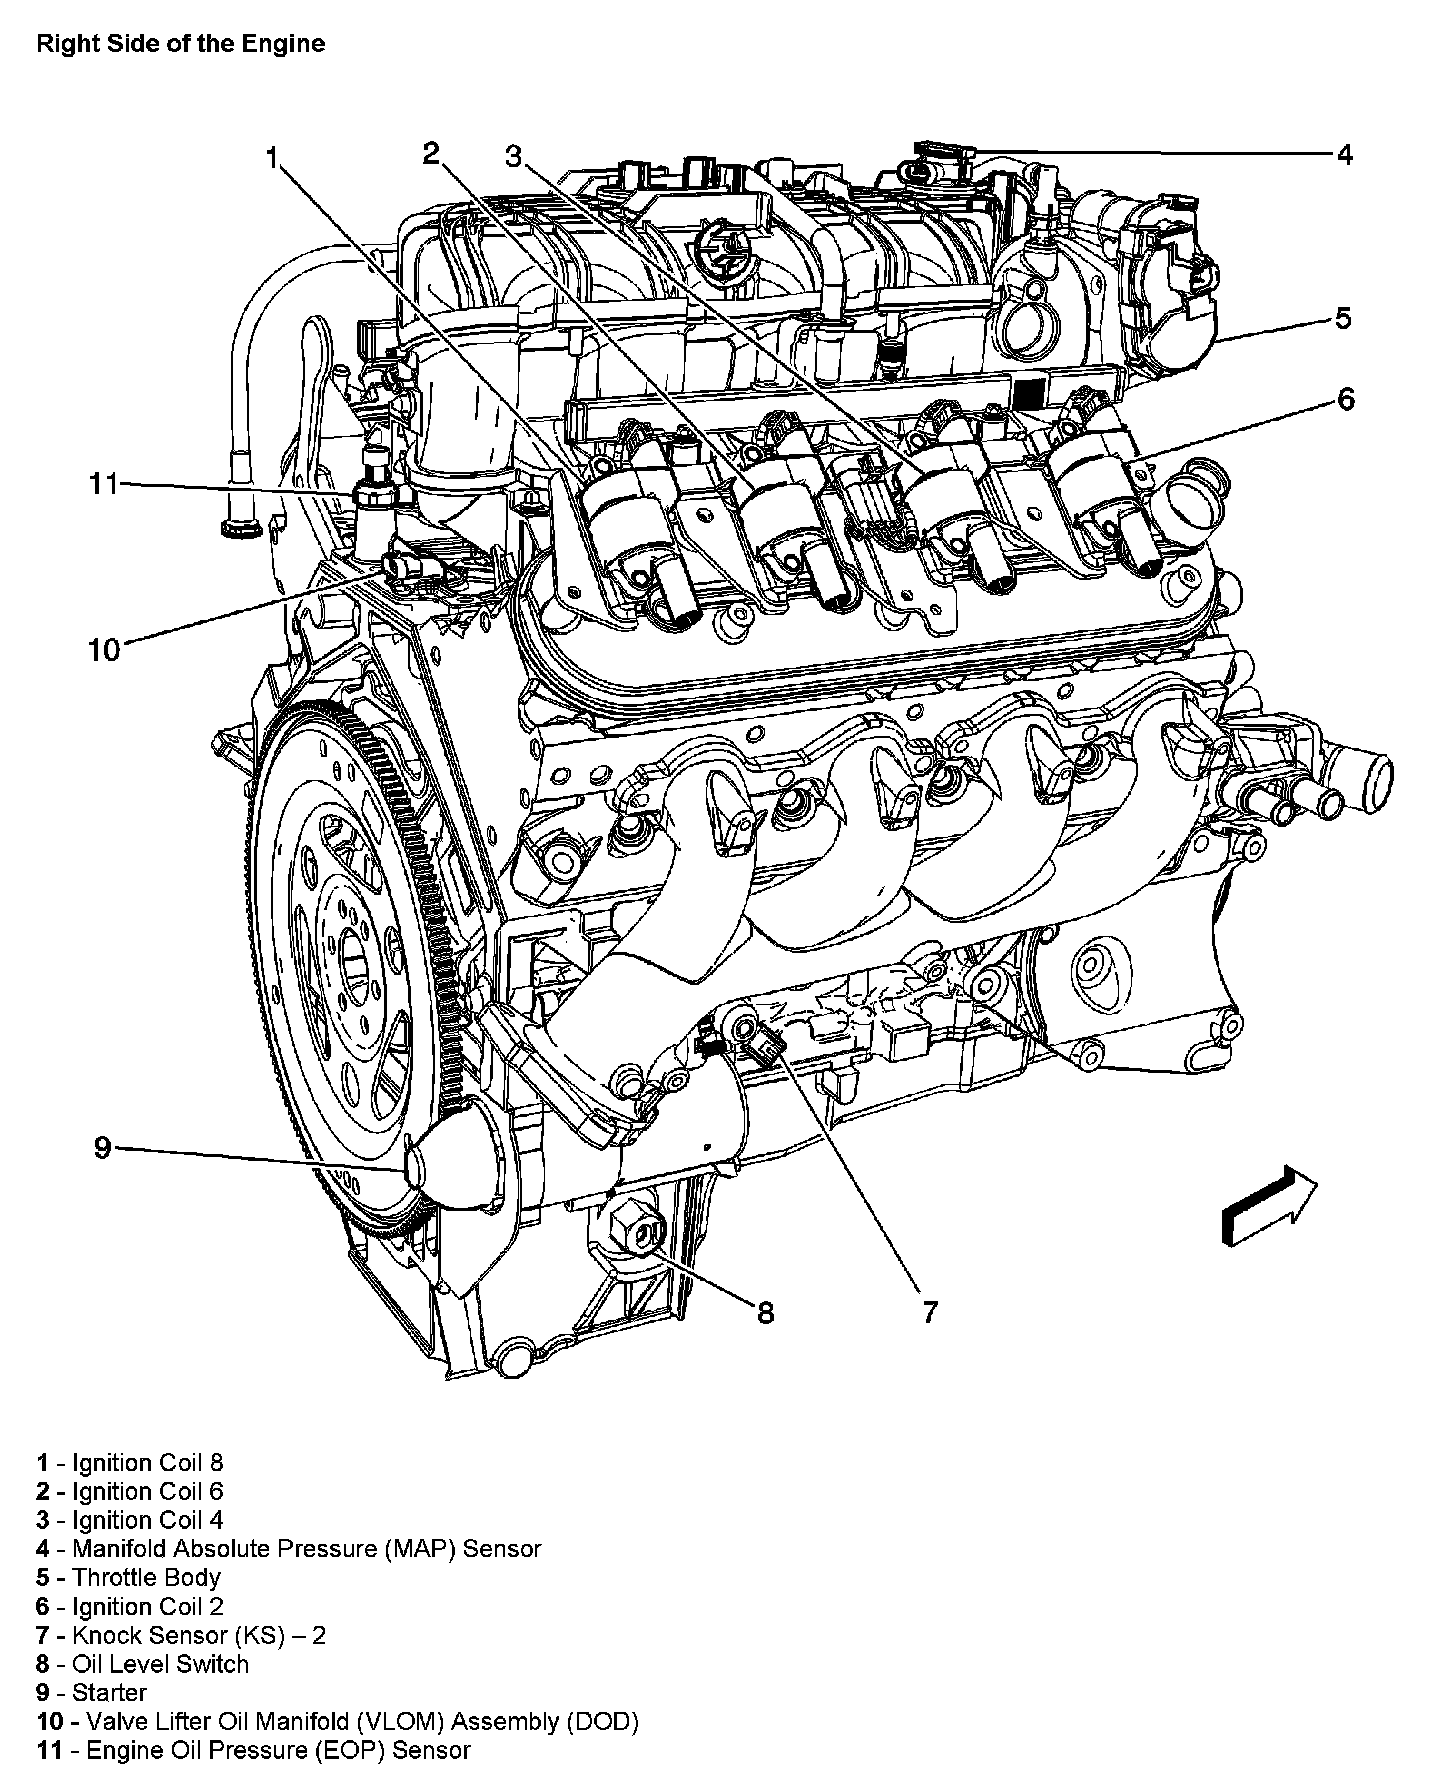 Right Side of the Engine
1
2
3
4
5
6
11
10
9
8
7
1 - Ignition Coil 8
2 - Ignition Coil 6
3 - Ignition Coil 4
4 - Manifold Absolute Pressure (MAP) Sensor
5 - Throttle Body
6 - Ignition Coil 2
7 - Knock Sensor (KS) – 2
8 - Oil Level Switch
9 - Starter
10 - Valve Lifter Oil Manifold (VLOM) Assembly (DOD)
11 - Engine Oil Pressure (EOP) Sensor